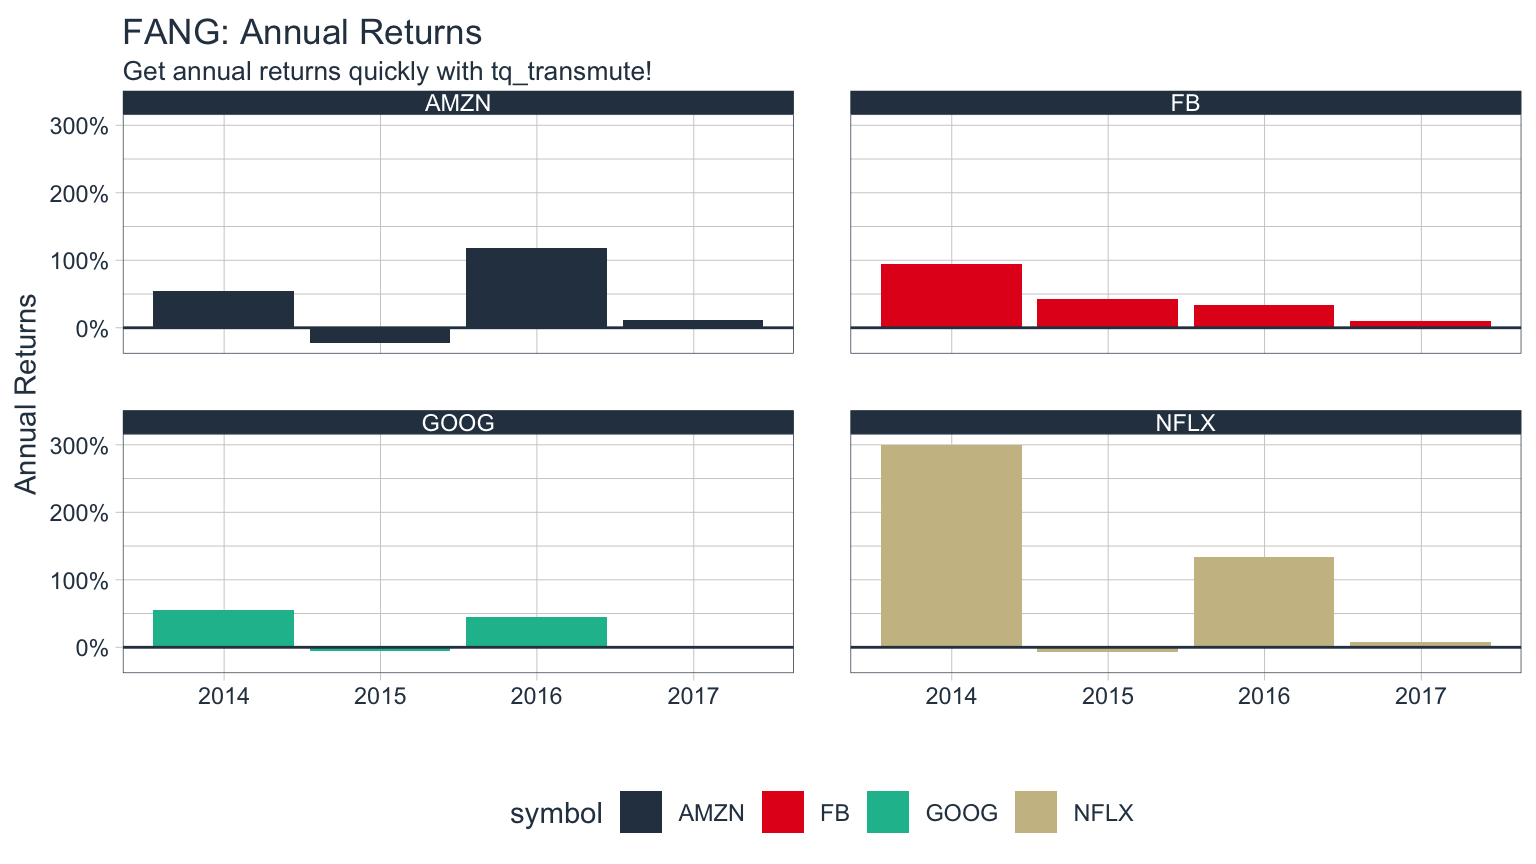 FANG: Annual Returns
Get annual returns quickly with tq_transmute!
AMZN
FB
300%
200%
100%
0%
Annual Returns
GOOG
NFLX
300%
200%
100%
0%
2014 2015 2016 2017
2014 2015 2016 2017
symbol AMZN FB GOOG NFLX